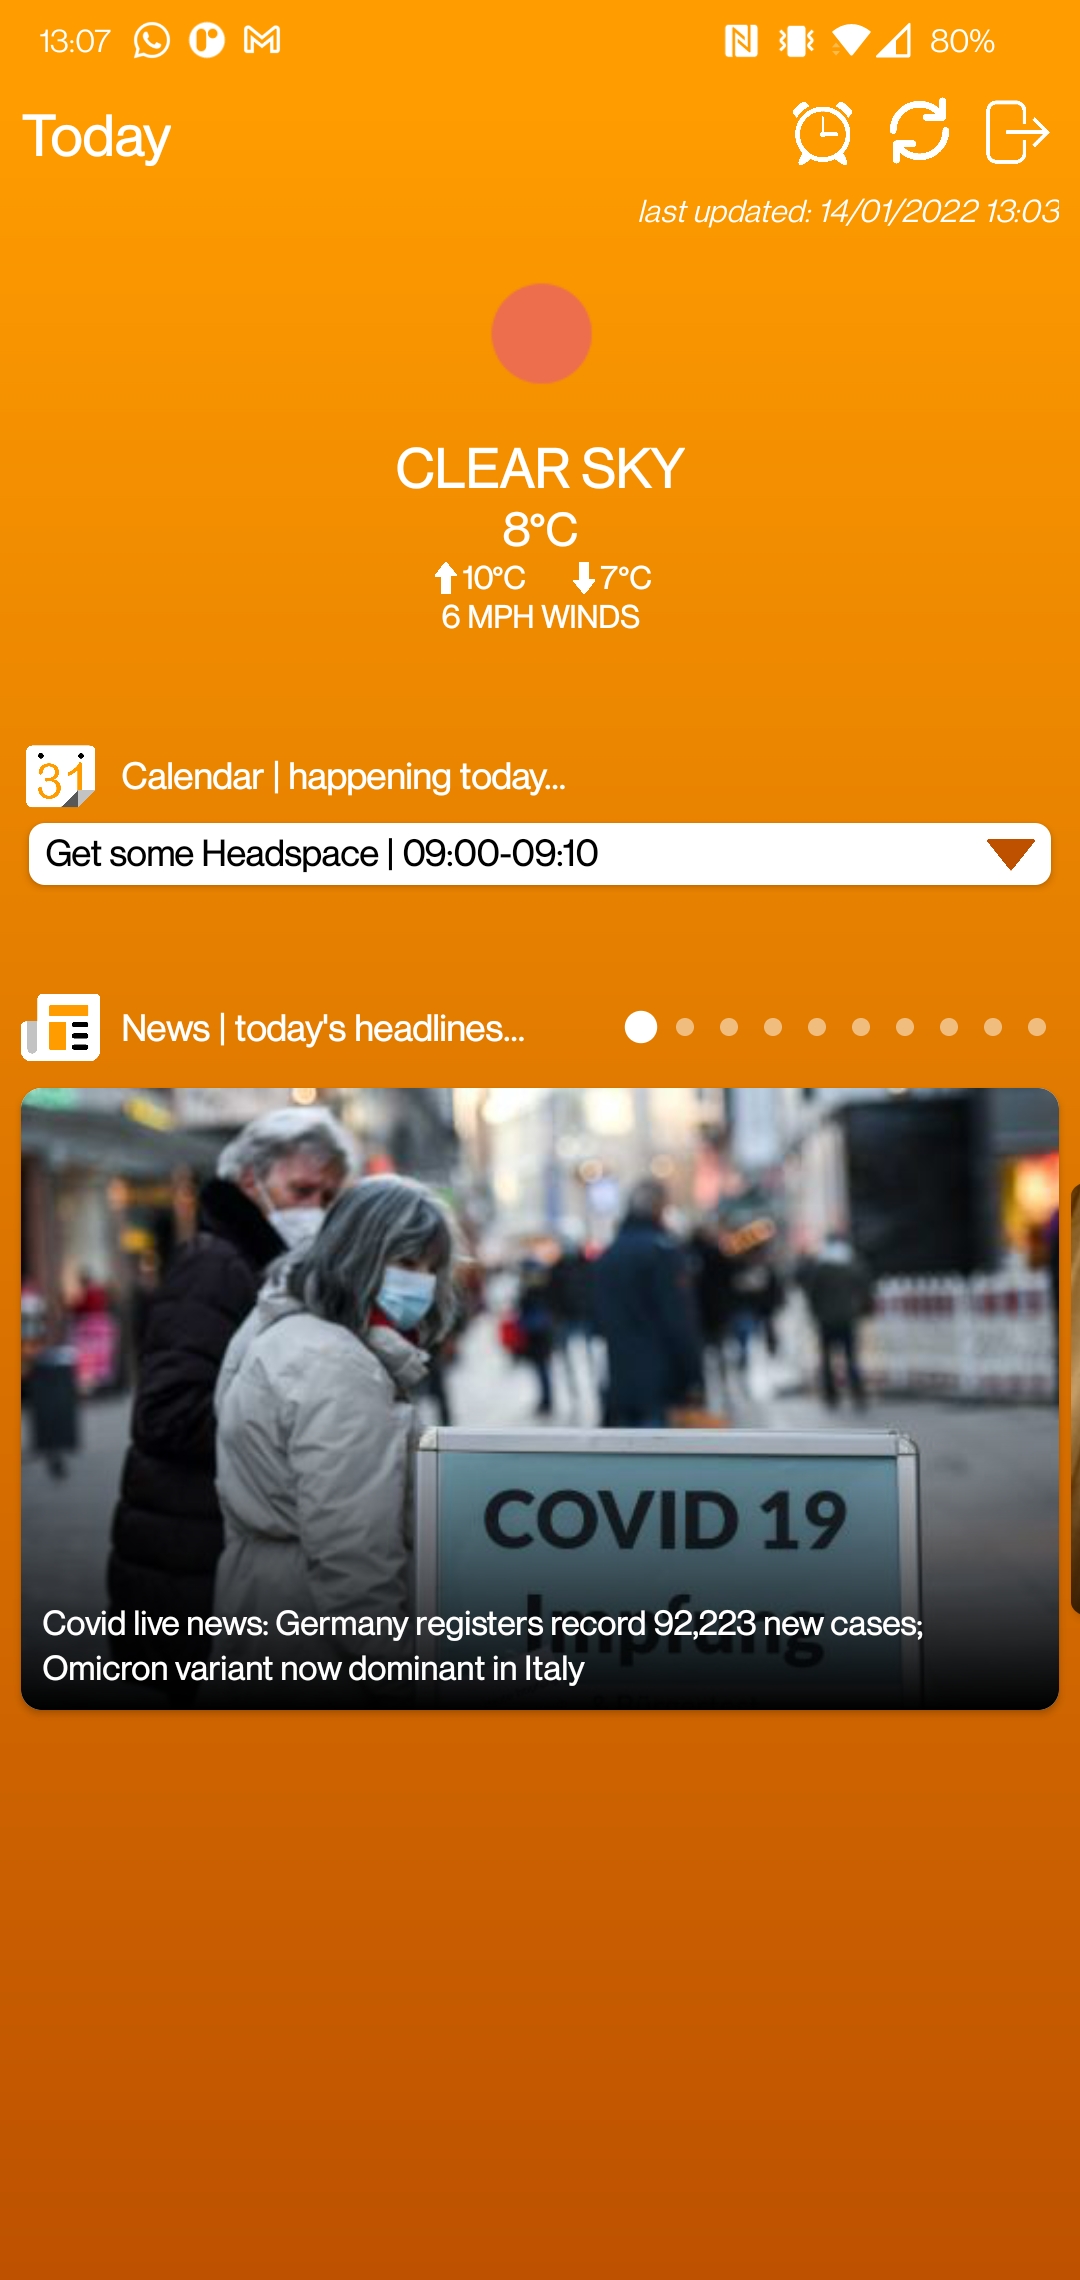 13:07 80%
Today
last updated: 14/01/2022 13:03
CLEAR SKY
8°C
10°C 7°C
6 MPH WINDS
31 Calendar | happening today...
Get some Headspace | 09:00-09:10
News | today's headlines...
COVID 19
Impfung
Covid live news: Germany registers record 92,223 new cases;
Omicron variant now dominant in Italy